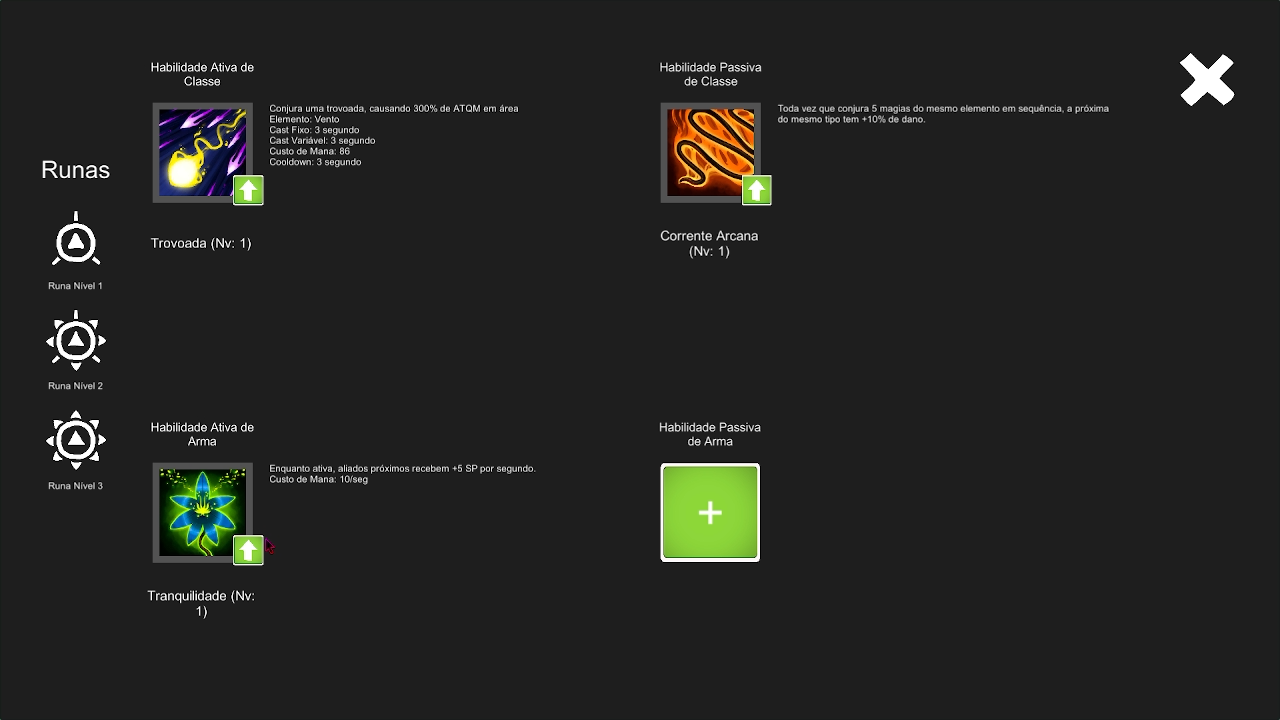 Runas
Runa Nível 1
Runa Nível 2
Runa Nível 3
Habilidade Ativa de
Classe
Conjura uma trovoada, causando 300% de ATQM em área
Elemento: Vento
Cast Fixo: 3 segundo
Cast Variável: 3 segundo
Custo de Mana: 86
Cooldown: 3 segundo
Trovoada (Nv: 1)
Habilidade Passiva
de Classe
Toda vez que conjura 5 magias do mesmo elemento em sequência, a próxima
do mesmo tipo tem +10% de dano.
Corrente Arcana
(Nv: 1)
Habilidade Ativa de
Arma
Enquanto ativa, aliados próximos recebem +5 SP por segundo.
Custo de Mana: 10/seg
Tranquilidade (Nv:
1)
Habilidade Passiva
de Arma